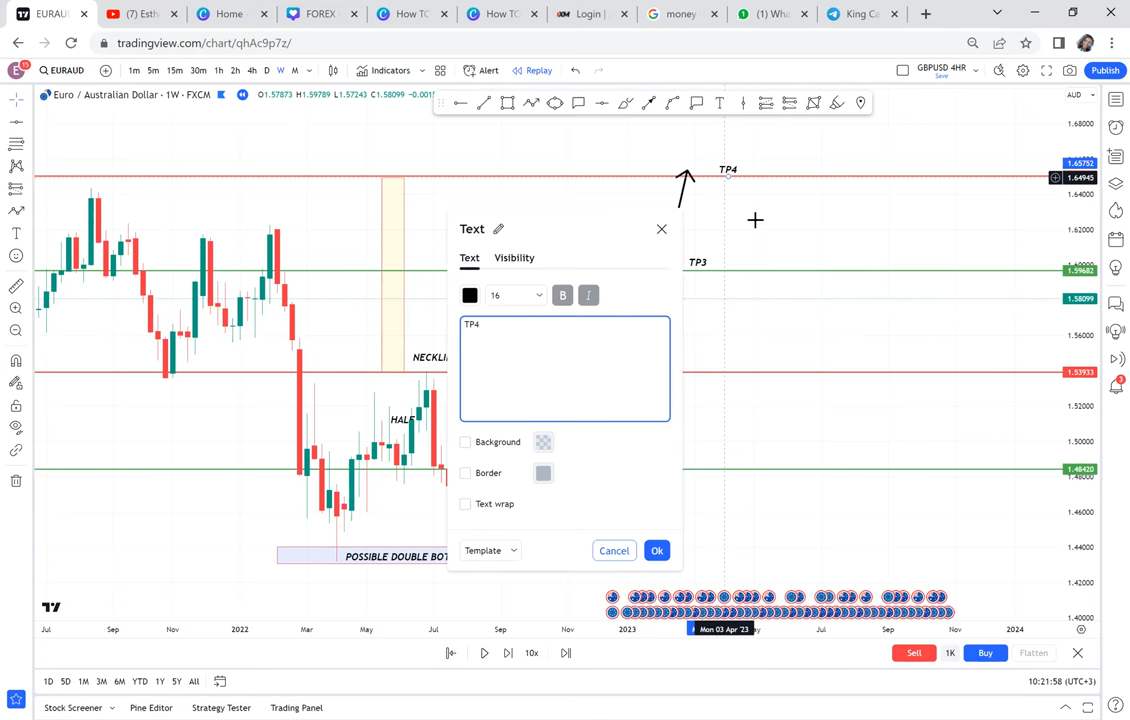 EURAU
(7) Esth
Home -
FOREX I
How TO
How TO
Login |
money
(1) Wha
King Ca
tradingview.com/chart/qhAc9p7z/
E
15
EURAUD
1m 5m 15m 30m 1h 2h 4h D W M
Indicators
Alert
Replay
GBPUSD 4HR
Save
Publish
Euro / Australian Dollar · 1W · FXCM
O1.57873 H1.59789 L1.57243 C1.58099
AUD
1.68000
1.65752
TP4
1.64945
1.64000
1.62000
TP3
1.60000
1.59682
1.58099
1.56000
NECKLI
1.53933
1.52000
HALF
1.50000
1.48420
1.48000
1.46000
POSSIBLE DOUBLE BOT
1.44000
1.42000
1.40000
Text
Text Visibility
16
B
I
TP4
Background
Border
Text wrap
Template
Cancel
Ok
3
Jul Sep Nov 2022 Mar May Jul Sep Nov 2023 Mon 03 Apr '23 Jul Sep Nov 2024
10x
Sell
1K
Buy
Flatten
1D 5D 1M 3M 6M YTD 1Y 5Y All
10:21:58 (UTC+3)
Stock Screener
Pine Editor
Strategy Tester
Trading Panel